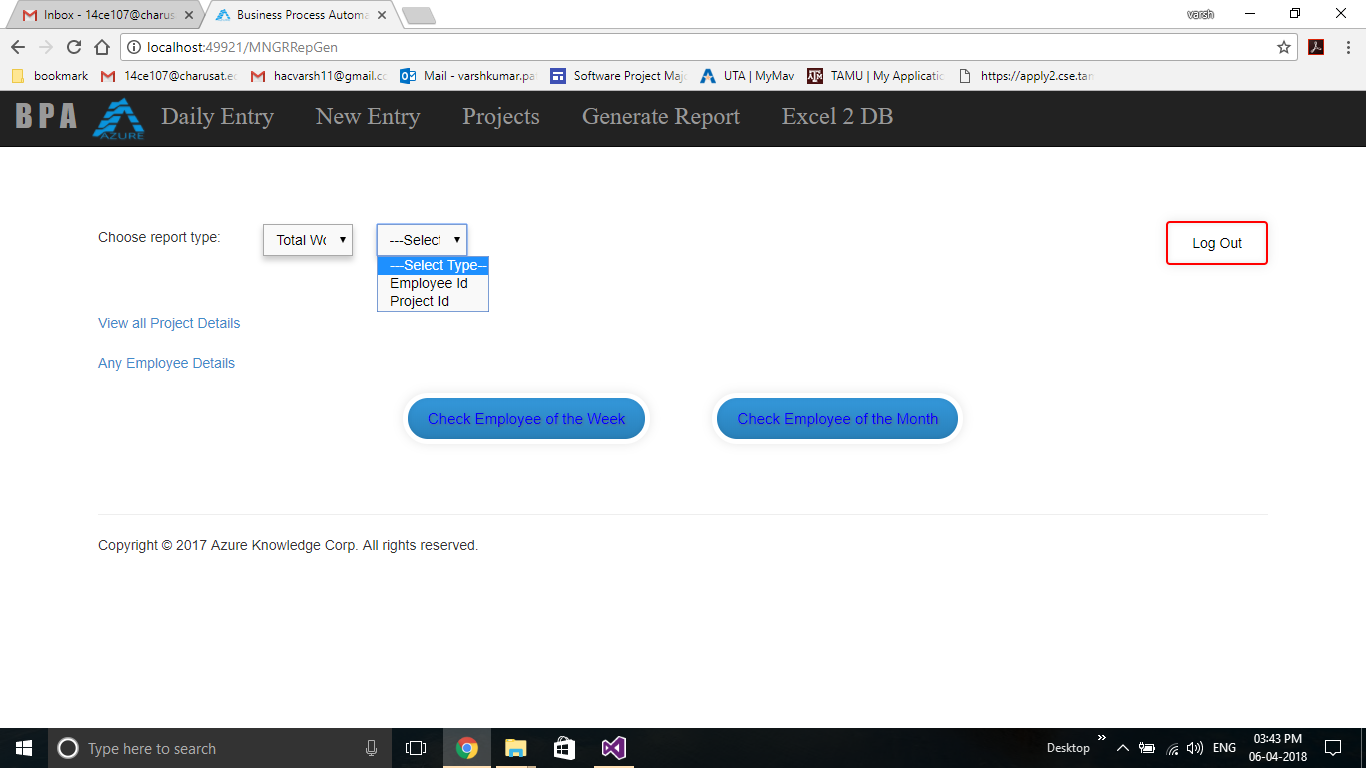 Inbox - 14ce107@charus
Business Process Automa
varsh
localhost:49921/MNGRRepGen
bookmark
14ce107@charusat.ec
hacvarsh11@gmail.cc
Mail - varshkumar.pa
Software Project Majo
UTA | MyMav
TAMU | My Applicatic
https://apply2.cse.tan
BPA
AZURE
Daily Entry
New Entry
Projects
Generate Report
Excel 2 DB
Choose report type:
Total Wo
---Select
Log Out
---Select Type--
Employee Id
Project Id
View all Project Details
Any Employee Details
Check Employee of the Week
Check Employee of the Month
Copyright © 2017 Azure Knowledge Corp. All rights reserved.
Type here to search
Desktop
ENG
03:43 PM
06-04-2018